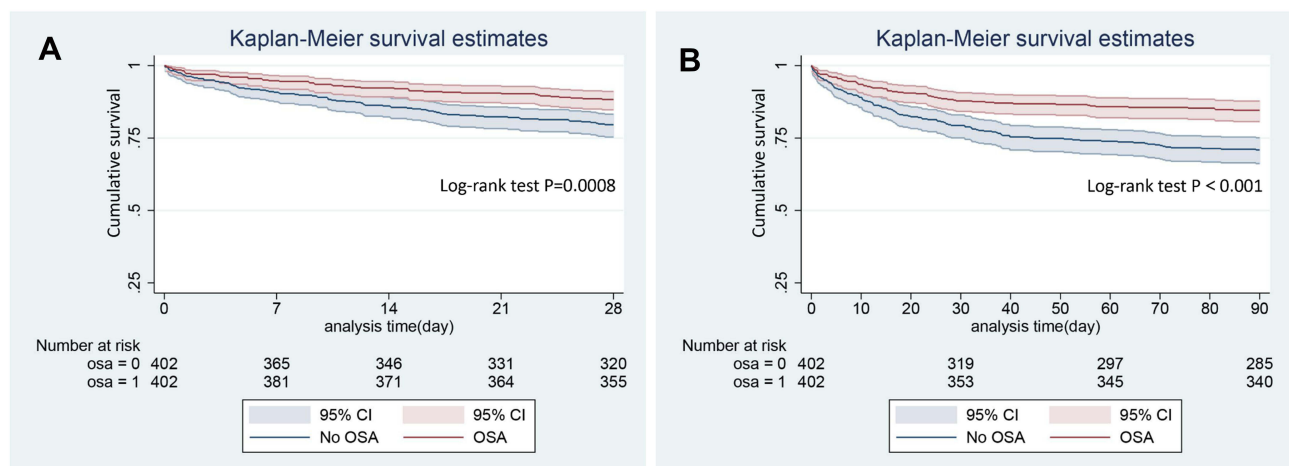 A
Kaplan-Meier survival estimates
Cumulative survival
1
.75
.5
.25
Log-rank test P=0.0008
0 7 14 21 28
analysis time(day)
Number at risk
osa = 0 402 365 346 331 320
osa = 1 402 381 371 364 355
95% CI 95% CI
No OSA OSA
B
Kaplan-Meier survival estimates
Cumulative survival
1
.75
.5
.25
Log-rank test P < 0.001
0 10 20 30 40 50 60 70 80 90
analysis time(day)
Number at risk
osa = 0 402 319 297 285
osa = 1 402 353 345 340
95% CI 95% CI
No OSA OSA